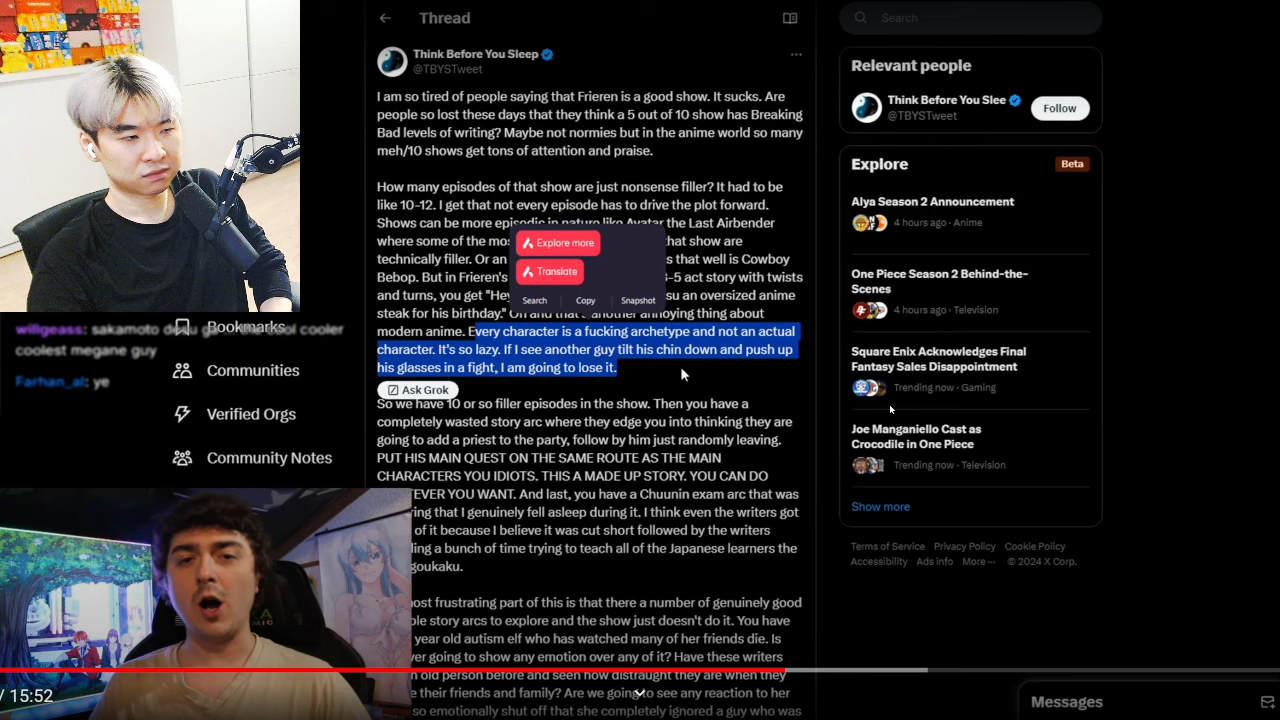 Thread
Search
Think Before You Sleep
@TBYSTweet
I am so tired of people saying that Frieren is a good show. It sucks. Are
people so lost these days that they think a 5 out of 10 show has Breaking
Bad levels of writing? Maybe not normies but in the anime world so many
meh/10 shows get tons of attention and praise.
How many episodes of that show are just nonsense filler? It had to be
like 10-12. I get that not every episode has to drive the plot forward.
Shows can be more episodic in nature like Avatar the Last Airbender
where some of the mos that show are
technically filler. Or an s that well is Cowboy
Bebop. But in Frieren's -5 act story with twists
and turns, you get "Hey su an oversized anime
steak for his birthday." Oh and that's another annoying thing about
modern anime. Every character is a fucking archetype and not an actual
character. It's so lazy. If I see another guy tilt his chin down and push up
his glasses in a fight, I am going to lose it.
Explore more
Translate
Search Copy Snapshot
Ask Grok
So we have 10 or so filler episodes in the show. Then you have a
completely wasted story arc where they edge you into thinking they are
going to add a priest to the party, follow by him just randomly leaving.
PUT HIS MAIN QUEST ON THE SAME ROUTE AS THE MAIN
CHARACTERS YOU IDIOTS. THIS A MADE UP STORY. YOU CAN DO
EVER YOU WANT. And last, you have a Chuunin exam arc that was
ring that I genuinely fell asleep during it. I think even the writers got
of it because I believe it was cut short followed by the writers
ling a bunch of time trying to teach all of the Japanese learners the
goukaku.
ost frustrating part of this is that there a number of genuinely good
ple story arcs to explore and the show just doesn't do it. You have
year old autism elf who has watched many of her friends die. Is
ver going to show any emotion over any of it? Have these writers
n old person before and seen how distraught they are when they
e their friends and family? Are we going to see any reaction to her
so emotionally shut off that she completely ignored a guy who was
willgeass: sakamoto cooler
coolest megane guy
Farhan_al: ye
Bookmarks
Communities
Verified Orgs
Community Notes
/ 15:52
Relevant people
Think Before You Slee
@TBYSTweet
Follow
Explore
Beta
Alya Season 2 Announcement
4 hours ago · Anime
One Piece Season 2 Behind-the-
Scenes
4 hours ago · Television
Square Enix Acknowledges Final
Fantasy Sales Disappointment
Trending now · Gaming
Joe Manganiello Cast as
Crocodile in One Piece
Trending now · Television
Show more
Terms of Service Privacy Policy Cookie Policy
Accessibility Ads info More ··· © 2024 X Corp.
Messages